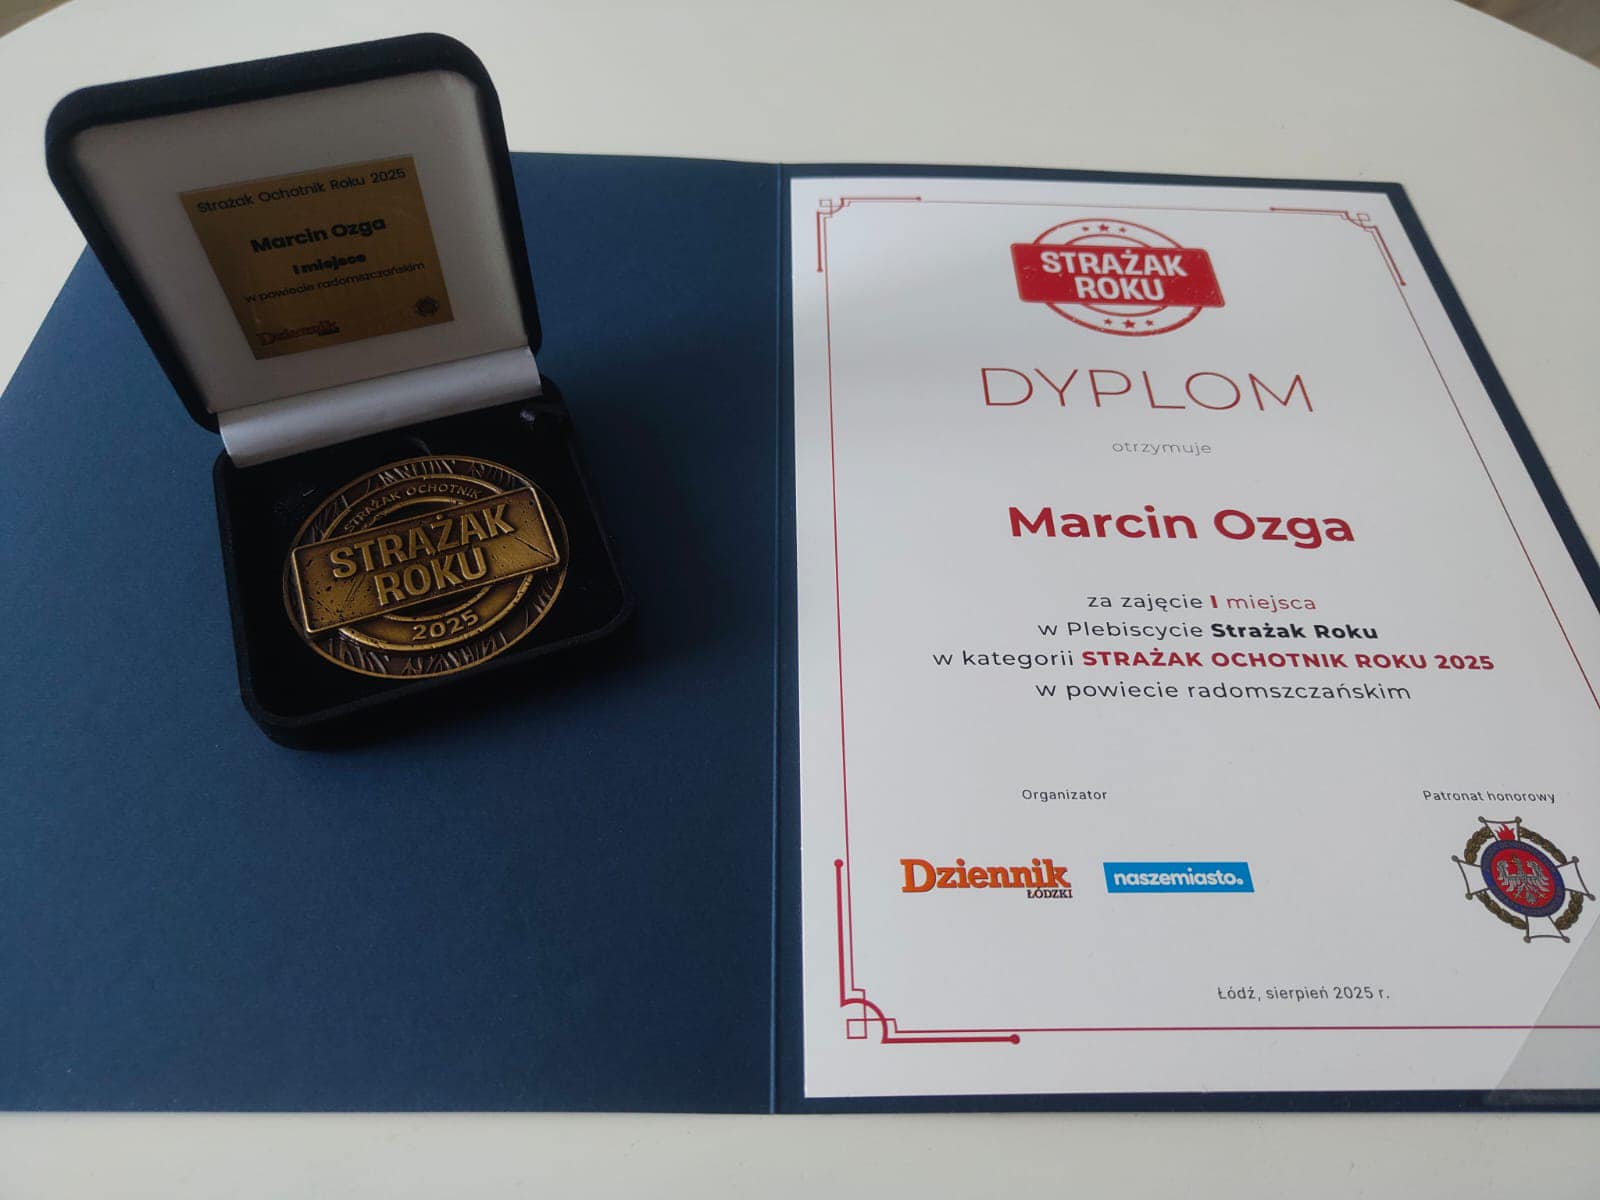 Strażak Ochotnik Roku 2025
Marcin Ozga
I miejsce
w powiecie radomszczańskim
Dziennik
STRAŻAK OCHOTNIK
STRAŻAK
ROKU
2025
STRAŻAK
ROKU
DYPLOM
otrzymuje
Marcin Ozga
za zajęcie I miejsca
w Plebiscycie Strażak Roku
w kategorii STRAŻAK OCHOTNIK ROKU 2025
w powiecie radomszczańskim
Organizator
Patronat honorowy
Dziennik
ŁÓDZKI
naszemiasto.
Łódź, sierpień 2025 r.